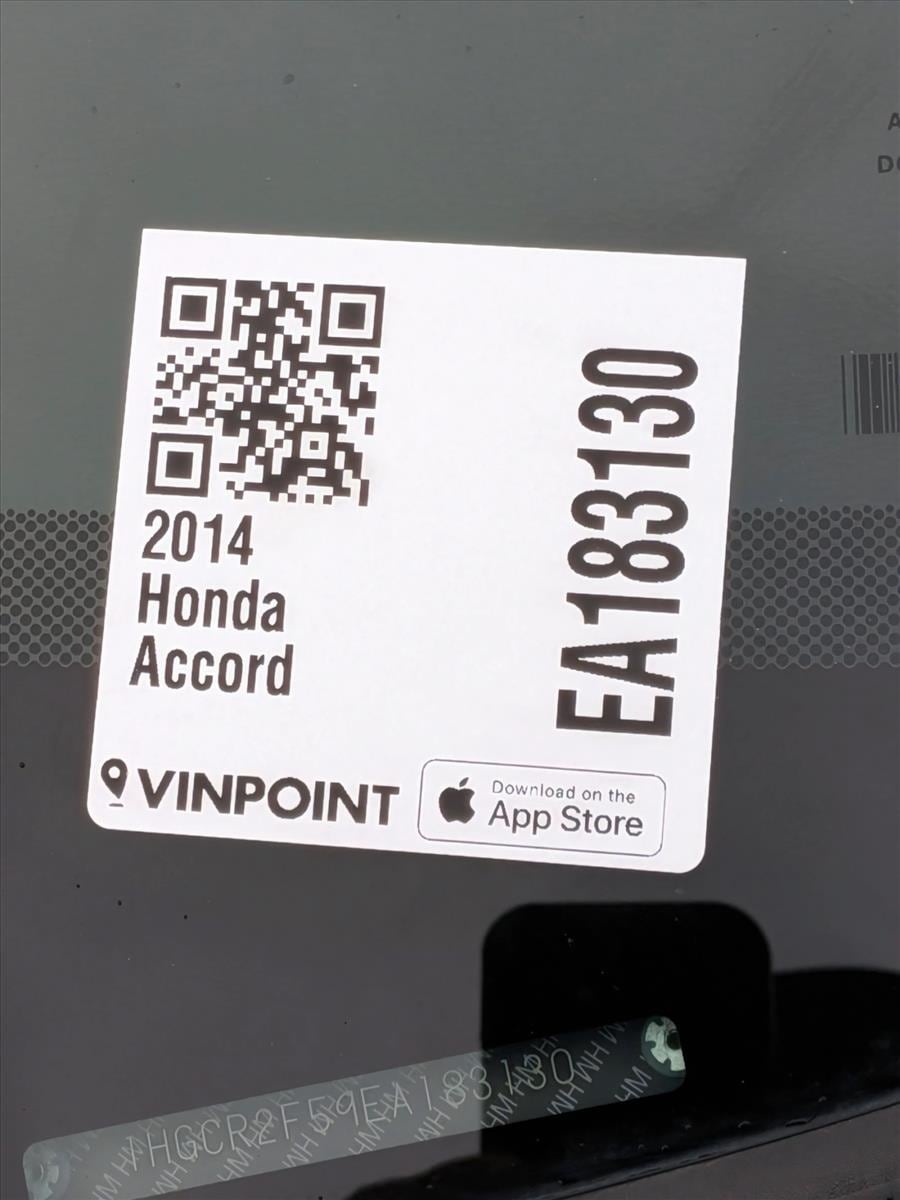 2014
Honda
Accord
EA183130
VINPOINT
Download on the
App Store
1HGCR2F59EA183130